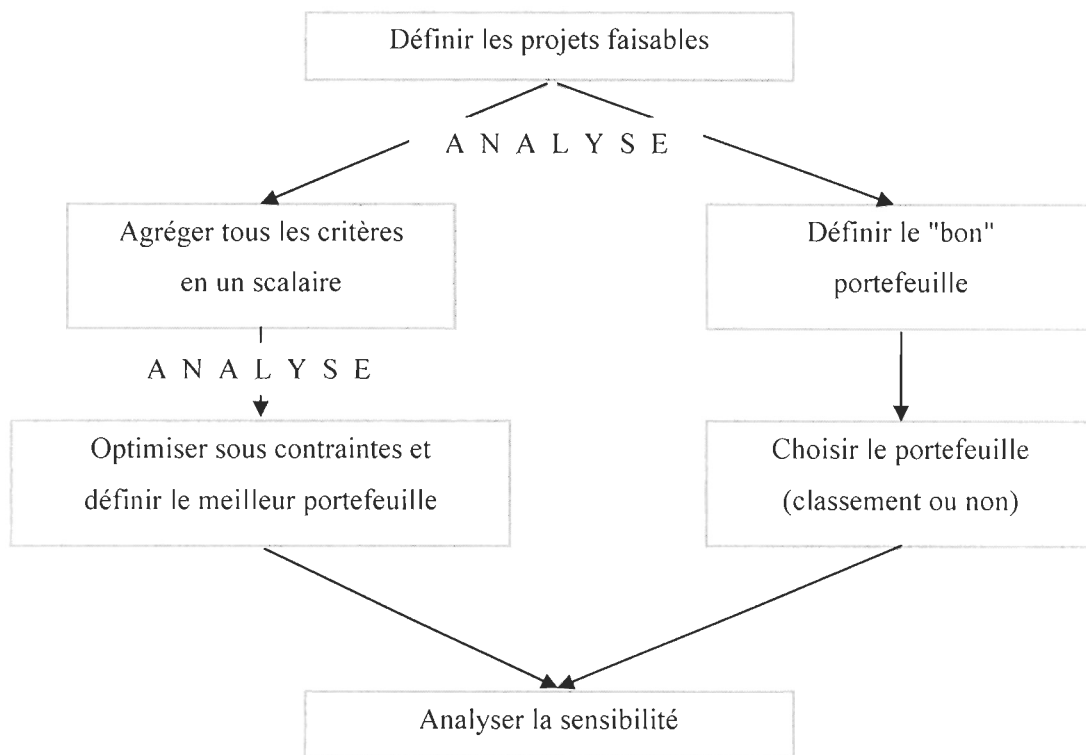 Définir les projets faisables
A N A L Y S E
Agréger tous les critères
en un scalaire
Définir le "bon"
portefeuille
A N A L Y S E
Optimiser sous contraintes et
définir le meilleur portefeuille
Choisir le portefeuille
(classement ou non)
Analyser la sensibilité